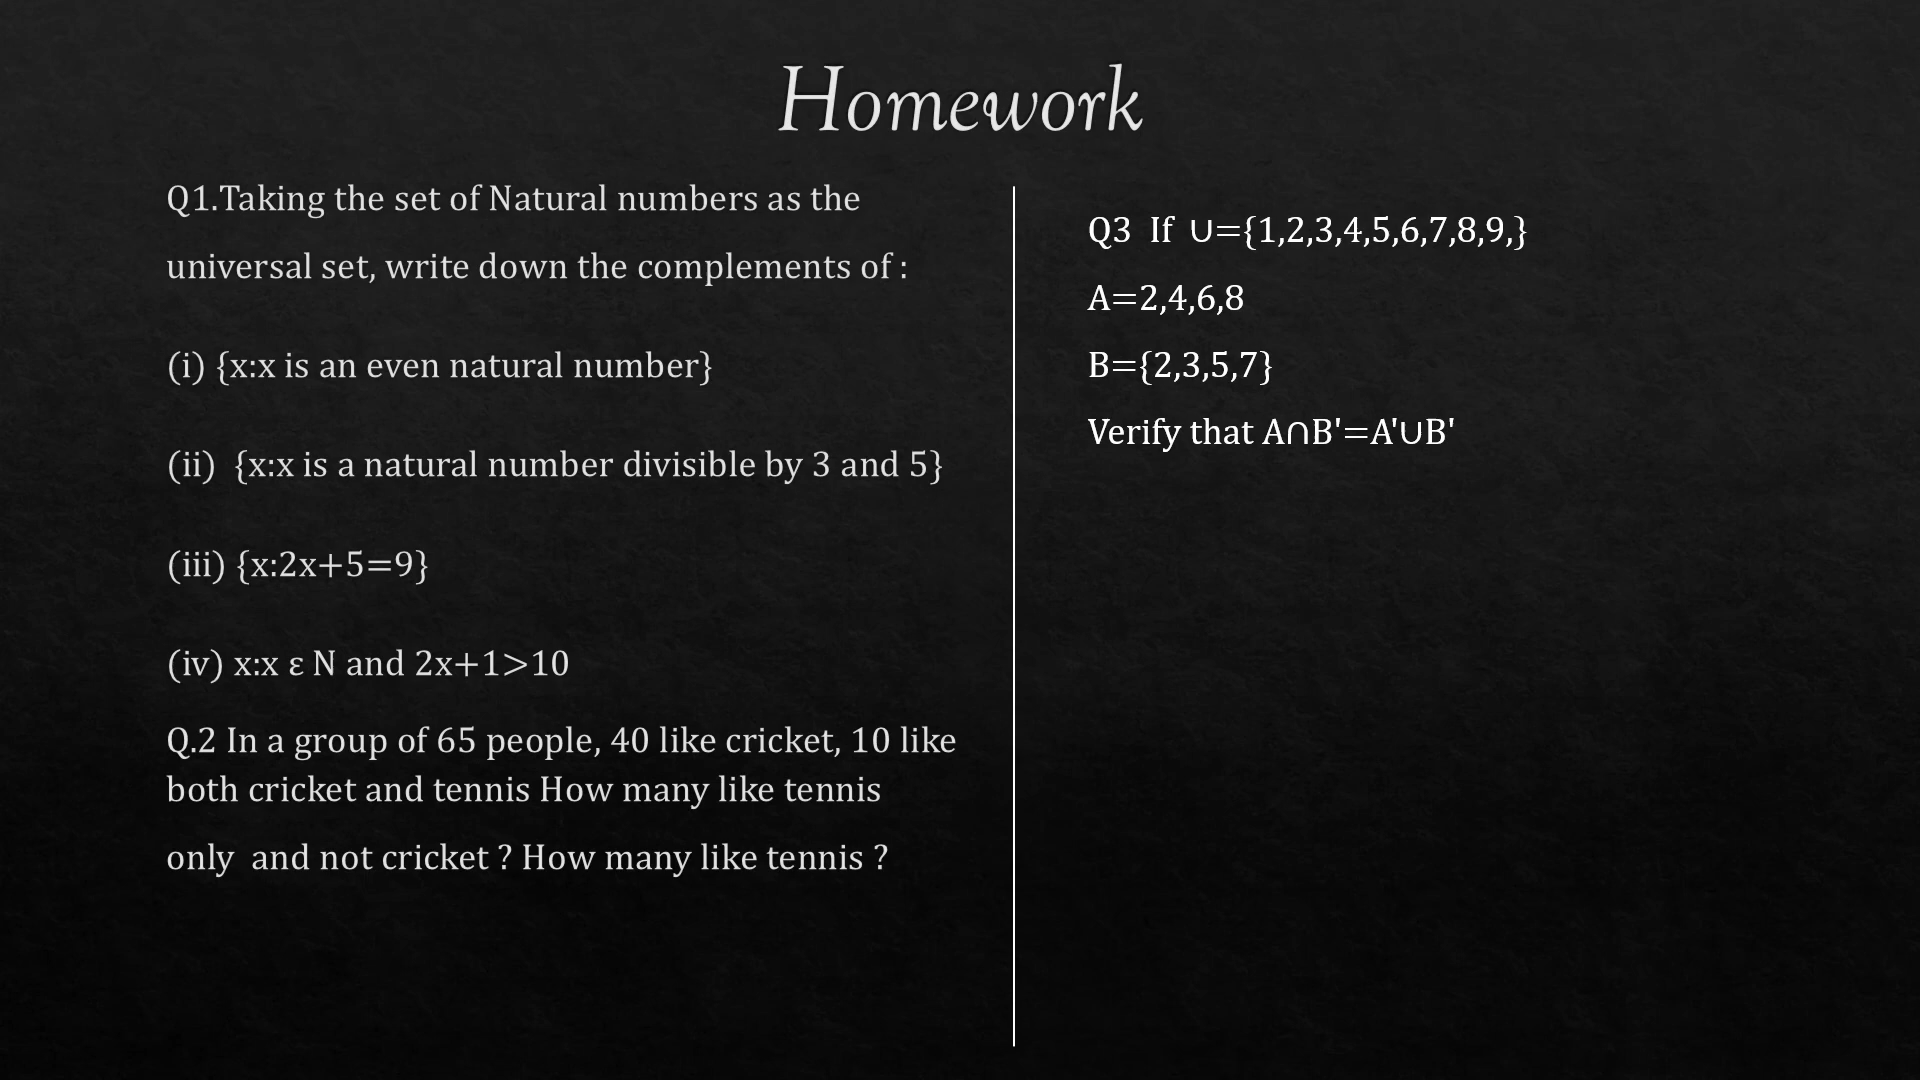 Homework
Q1.Taking the set of Natural numbers as the
universal set, write down the complements of :
(i) {x:x is an even natural number}
(ii)  {x:x is a natural number divisible by 3 and 5}
(iii) {x:2x+5=9}
(iv) x:x ε N and 2x+1>10
Q.2 In a group of 65 people, 40 like cricket, 10 like
both cricket and tennis How many like tennis
only  and not cricket ? How many like tennis ?
Q3  If  ∪={1,2,3,4,5,6,7,8,9,}
A=2,4,6,8
B={2,3,5,7}
Verify that A∩B'=A'∪B'